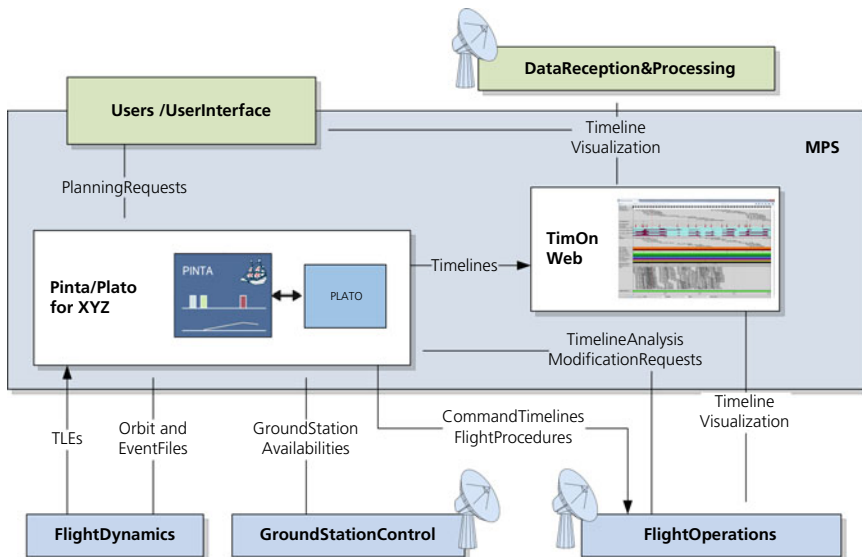 DataReception&Processing
Users /UserInterface
Timeline
Visualization
MPS
PlanningRequests
TimOn
Web
Pinta/Plato
for XYZ
PINTA
PLATO
Timelines
TimelineAnalysis
ModificationRequests
TLEs
Orbit and
EventFiles
GroundStation
Availabilities
CommandTimelines
FlightProcedures
Timeline
Visualization
FlightDynamics
GroundStationControl
FlightOperations